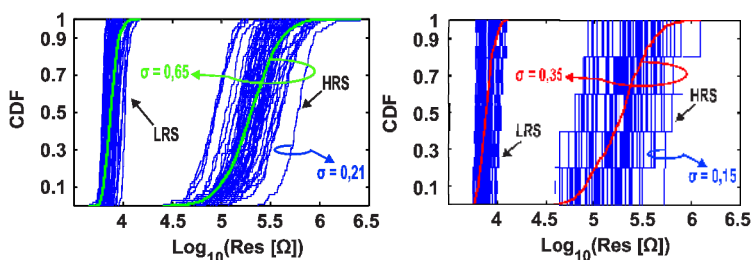 1
0.9
0.7
0.5
0.3
0.1
CDF
σ = 0,65
HRS
LRS
σ = 0,21
4
4.5
5
5.5
6
6.5
Log10(Res [Ω])
1
0.9
0.7
0.5
0.3
0.1
CDF
σ = 0,35
HRS
LRS
σ = 0,15
4
4.5
5
5.5
6
6.5
Log10(Res [Ω])